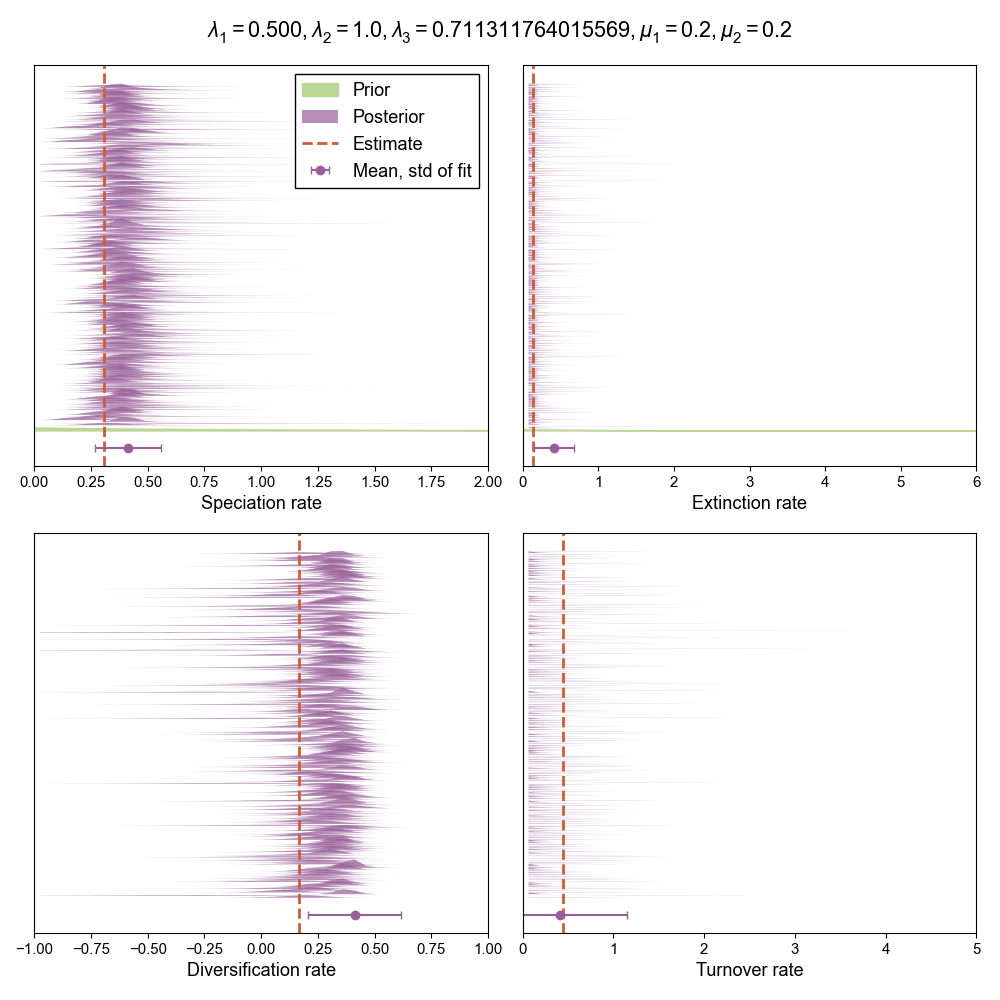 λ₁ = 0.500, λ₂ = 1.0, λ₃ = 0.711311764015569, μ₁ = 0.2, μ₂ = 0.2
Prior
Posterior
Estimate
Mean, std of fit
0.00 0.25 0.50 0.75 1.00 1.25 1.50 1.75 2.00
Speciation rate
0 1 2 3 4 5 6
Extinction rate
−1.00 −0.75 −0.50 −0.25 0.00 0.25 0.50 0.75 1.00
Diversification rate
0 1 2 3 4 5
Turnover rate